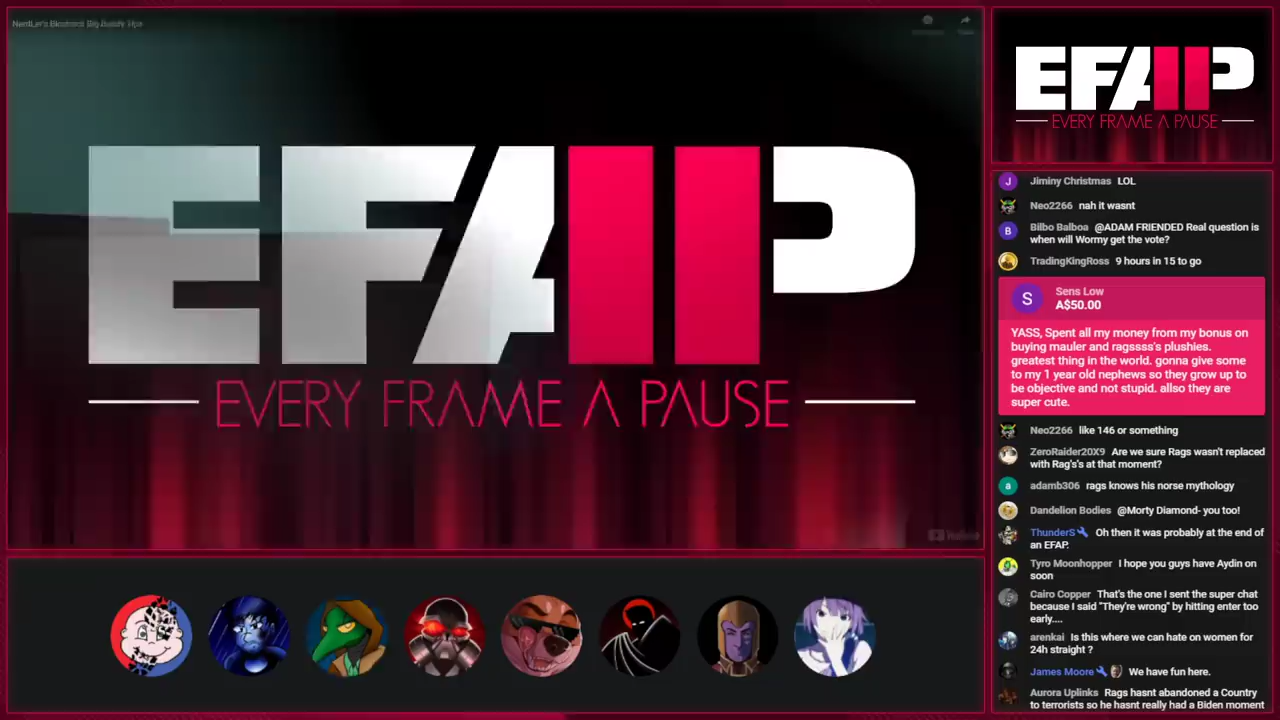 EFAP
EVERY FRAME A PAUSE
EFAP
EVERY FRAME A PAUSE
J Jiminy Christmas LOL
Neo2266 nah it wasnt
B Bilbo Balboa @ADAM FRIENDED Real question is
when will Wormy get the vote?
TradingKingRoss 9 hours in 15 to go
S Sens Low
A$50.00
YASS, Spent all my money from my bonus on
buying mauler and ragssss's plushies.
greatest thing in the world. gonna give some
to my 1 year old nephews so they grow up to
be objective and not stupid. allso they are
super cute.
Neo2266 like 146 or something
ZeroRaider20X9 Are we sure Rags wasn't replaced
with Rag's's at that moment?
a adamb306 rags knows his norse mythology
Dandelion Bodies @Morty Diamond- you too!
ThunderS Oh then it was probably at the end of
an EFAP.
Tyro Moonhopper I hope you guys have Aydin on
soon
Cairo Copper That's the one I sent the super chat
because I said "They're wrong" by hitting enter too
early....
arenkai Is this where we can hate on women for
24h straight ?
James Moore We have fun here.
Aurora Uplinks Rags hasnt abandoned a Country
to terrorists so he hasnt really had a Biden moment